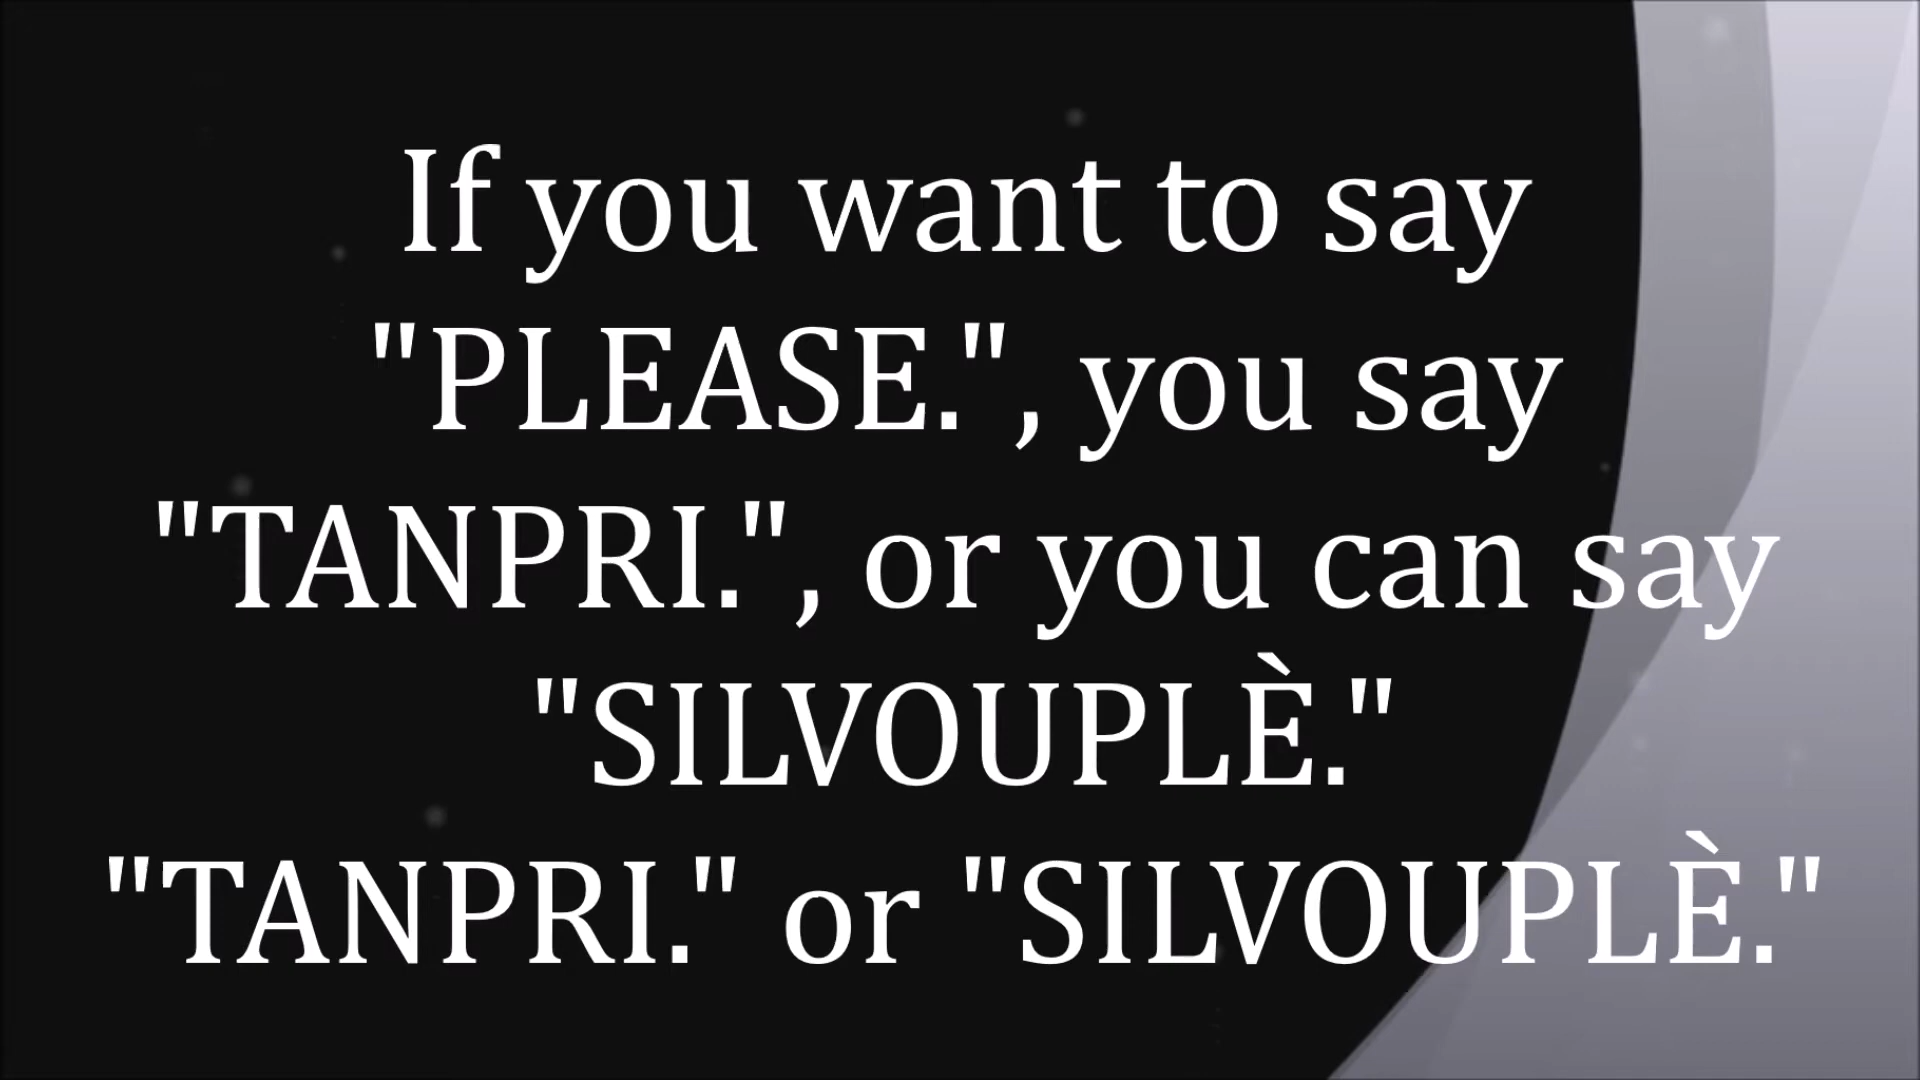 If you want to say
"PLEASE.", you say
"TANPRI.", or you can say
"SILVOUPLÈ."
"TANPRI." or "SILVOUPLÈ."